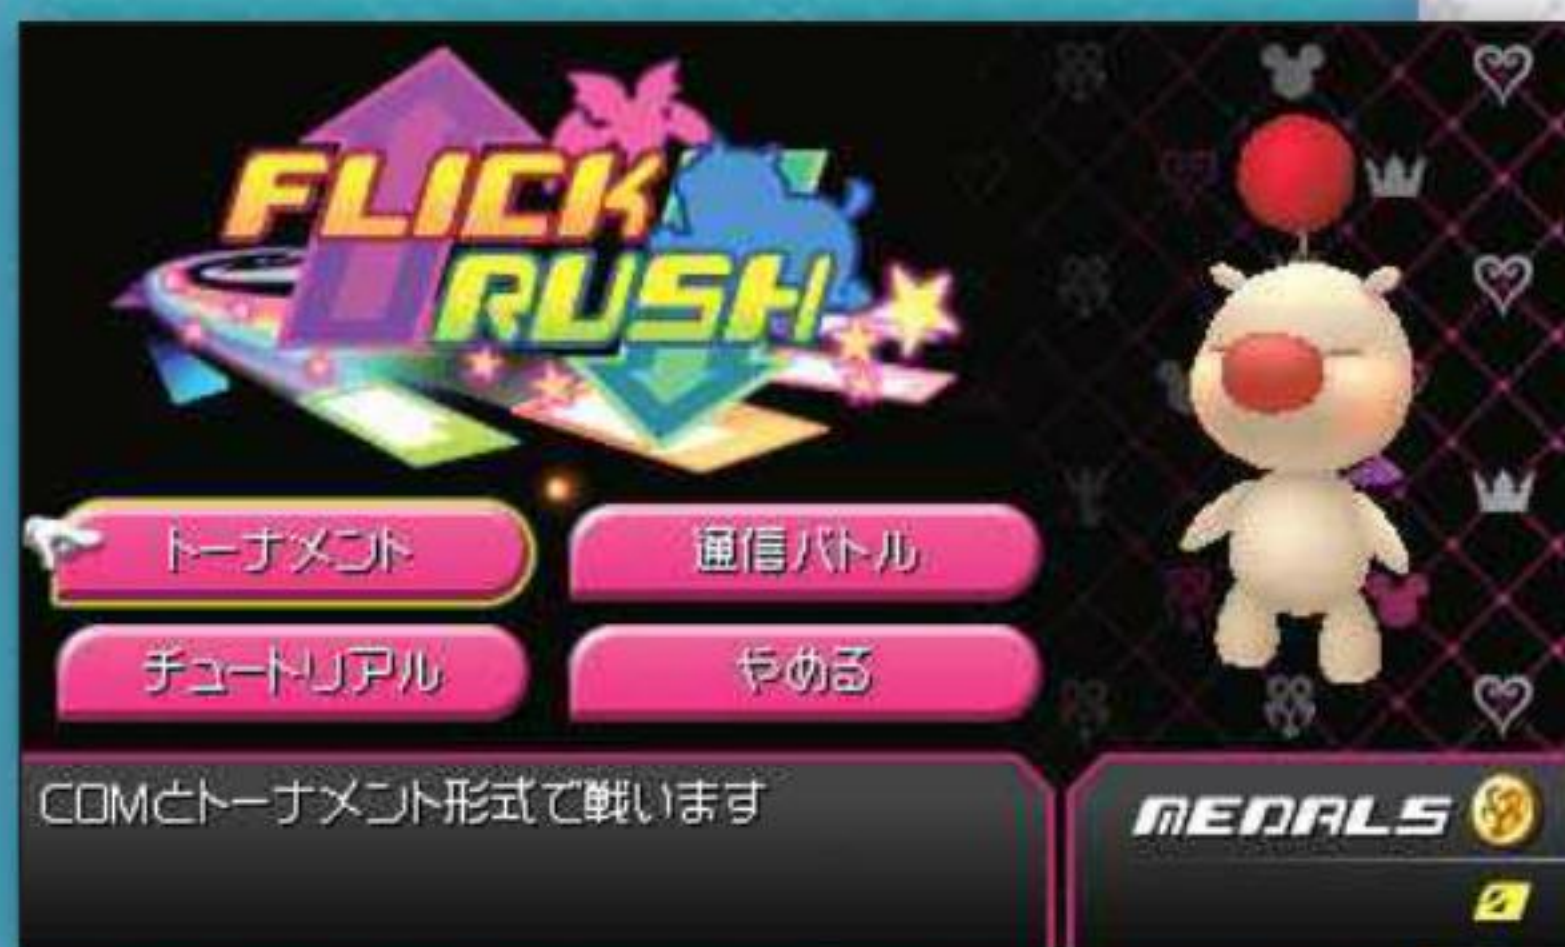 FLICK
RUSH
トーナメント
通信バトル
チュートリアル
やめる
COMとトーナメント形式で戦います
MEDALS
0